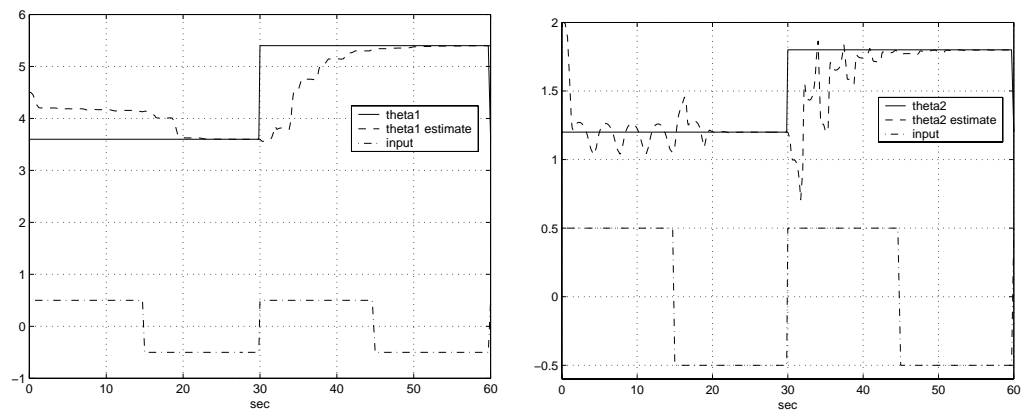 6
5
4
3
2
1
0
−1
theta1
theta1 estimate
input
0 10 20 30 40 50 60
sec
2
1.5
1
0.5
0
−0.5
theta2
theta2 estimate
input
0 10 20 30 40 50 60
sec